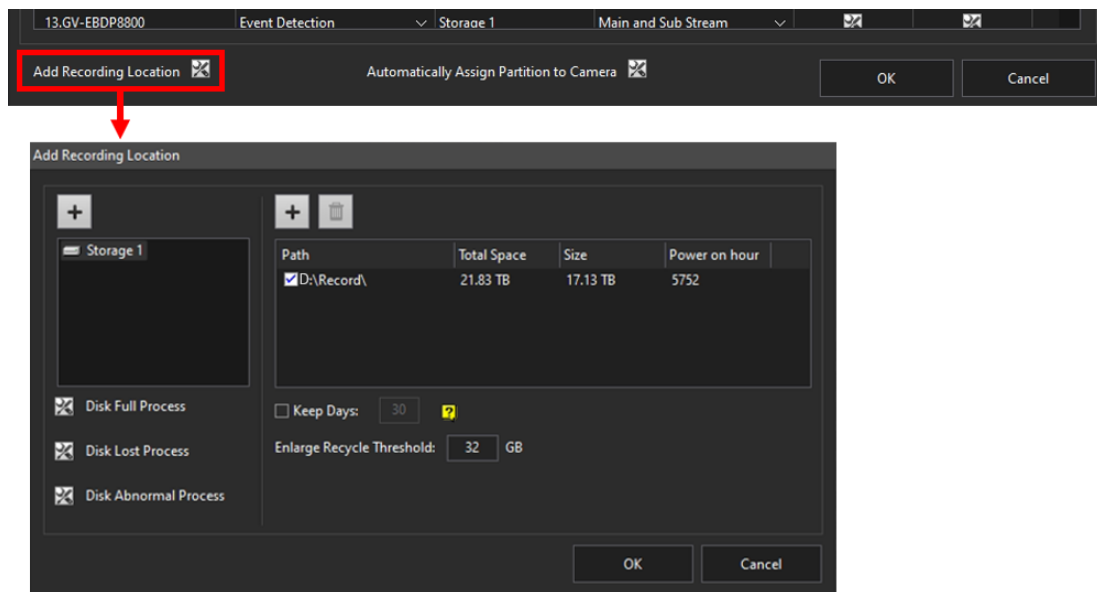 13.GV-EBDP8800 Event Detection Storage 1 Main and Sub Stream
Add Recording Location Automatically Assign Partition to Camera OK Cancel
Add Recording Location
Storage 1
Path Total Space Size Power on hour
D:\Record\ 21.83 TB 17.13 TB 5752
Disk Full Process Keep Days: 30 ?
Disk Lost Process Enlarge Recycle Threshold: 32 GB
Disk Abnormal Process
OK Cancel